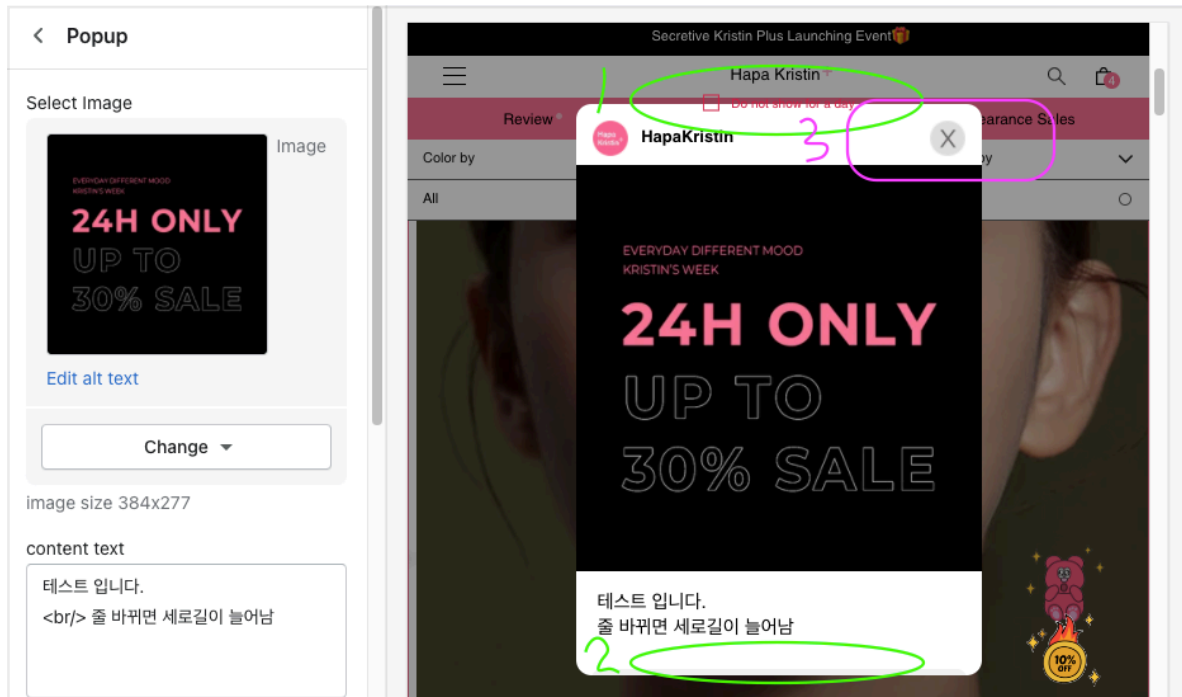 Popup
Select Image
Image
EVERYDAY DIFFERENT MOOD
KRISTIN'S WEEK
24H ONLY
UP TO
30% SALE
Edit alt text
Change
image size 384x277
content text
테스트 입니다.
<br/> 줄 바뀌면 세로길이 늘어남
Secretive Kristin Plus Launching Event🎁
Hapa Kristin+
4
1
Do not show for a day
Review
earance Sales
Hapa
Kristin+
HapaKristin
3
X
Color by
by
All
EVERYDAY DIFFERENT MOOD
KRISTIN'S WEEK
24H ONLY
UP TO
30% SALE
테스트 입니다.
줄 바뀌면 세로길이 늘어남
2
10%
OFF